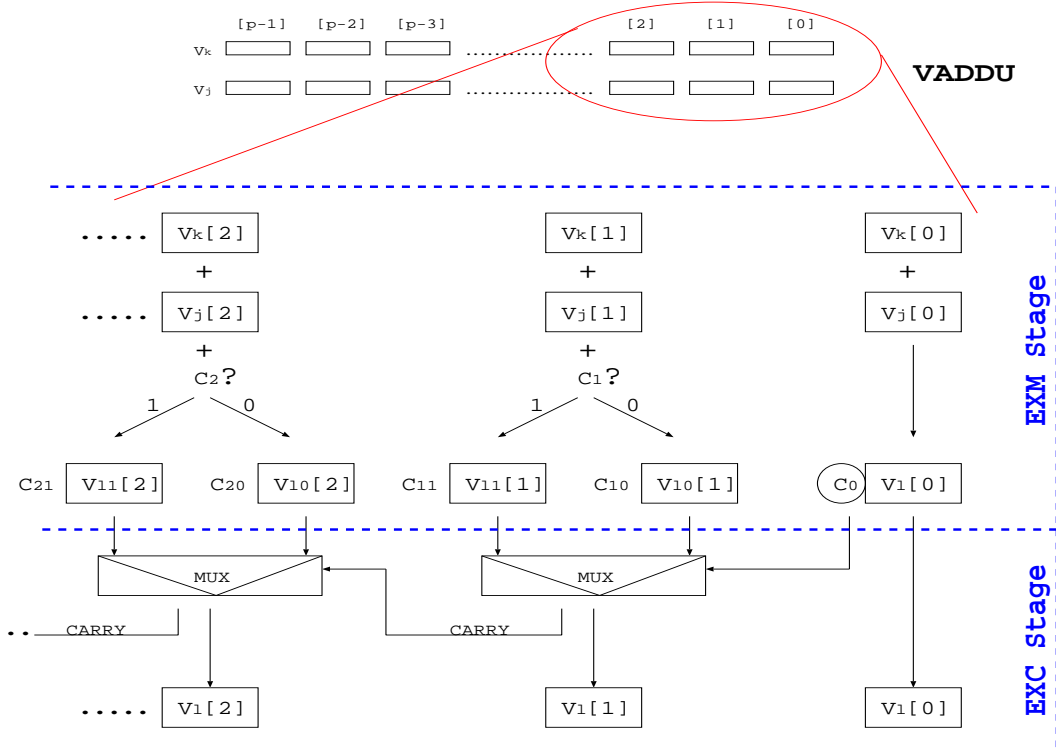 [p-1] [p-2] [p-3] [2] [1] [0]
Vk ......................
VADDU
Vj ......................
..... Vk[2] Vk[1] Vk[0]
+ + +
..... Vj[2] Vj[1] Vj[0]
+ +
C2? C1?
1 0 1 0
EXM Stage
C21 V11[2] C20 V10[2] C11 V11[1] C10 V10[1] C0 V1[0]
MUX MUX
.. CARRY CARRY
EXC Stage
..... V1[2] V1[1] V1[0]